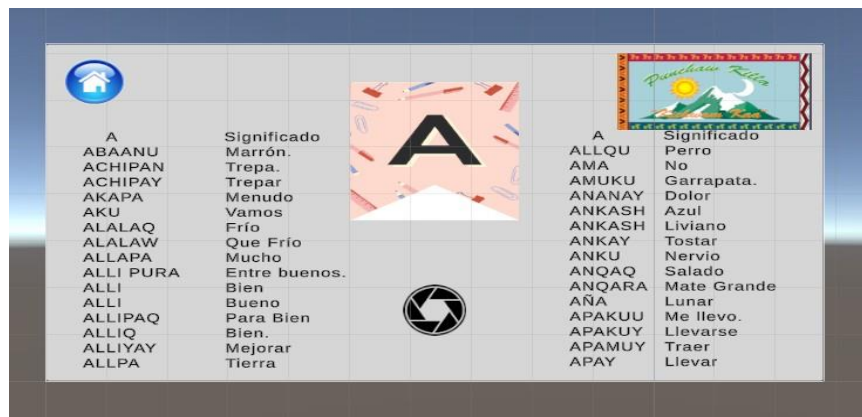 Punchaw Killa
Kawsam Kan
A
A Significado
ABAANU Marrón.
ACHIPAN Trepa.
ACHIPAY Trepar
AKAPA Menudo
AKU Vamos
ALALAQ Frío
ALALAW Que Frío
ALLAPA Mucho
ALLI PURA Entre buenos.
ALLI Bien
ALLI Bueno
ALLIPAQ Para Bien
ALLIQ Bien.
ALLIYAY Mejorar
ALLPA Tierra
A Significado
ALLQU Perro
AMA No
AMUKU Garrapata.
ANANAY Dolor
ANKASH Azul
ANKASH Liviano
ANKAY Tostar
ANKU Nervio
ANQAQ Salado
ANQARA Mate Grande
AÑA Lunar
APAKUU Me llevo.
APAKUY Llevarse
APAMUY Traer
APAY Llevar